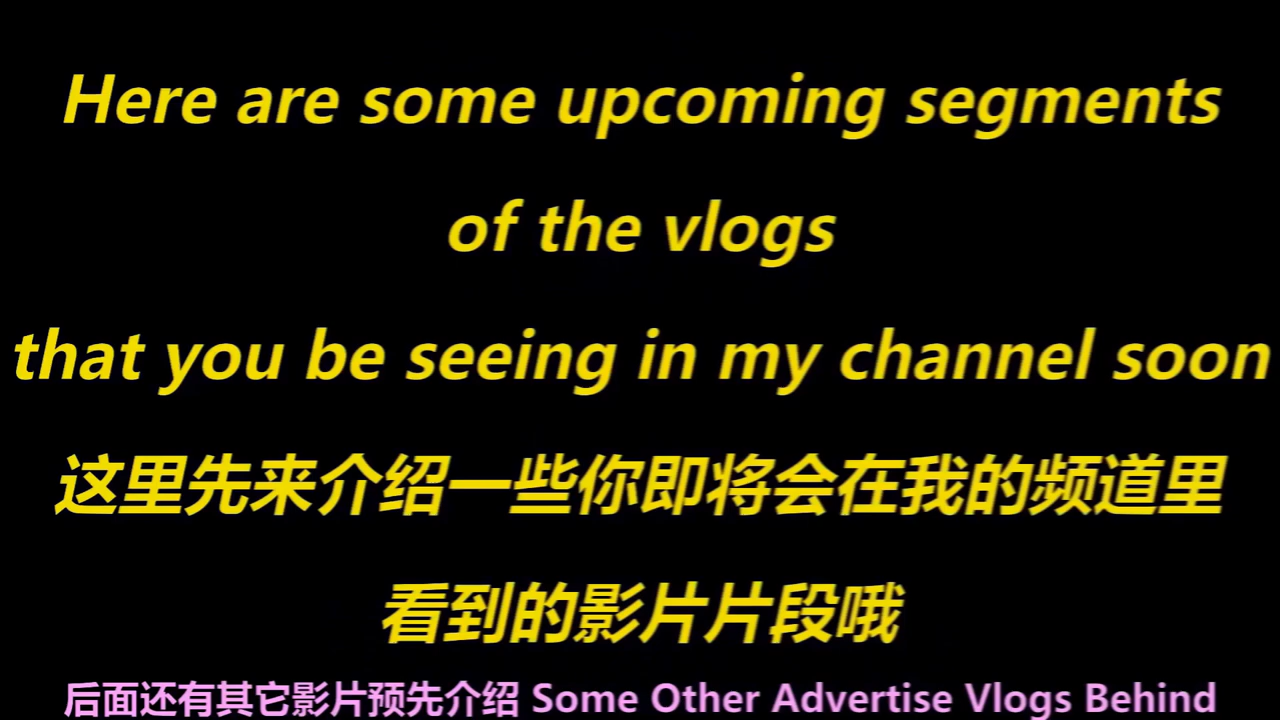 Here are some upcoming segments
of the vlogs
that you be seeing in my channel soon
这里先来介绍一些你即将会在我的频道里
看到的影片片段哦
后面还有其它影片预先介绍 Some Other Advertise Vlogs Behind